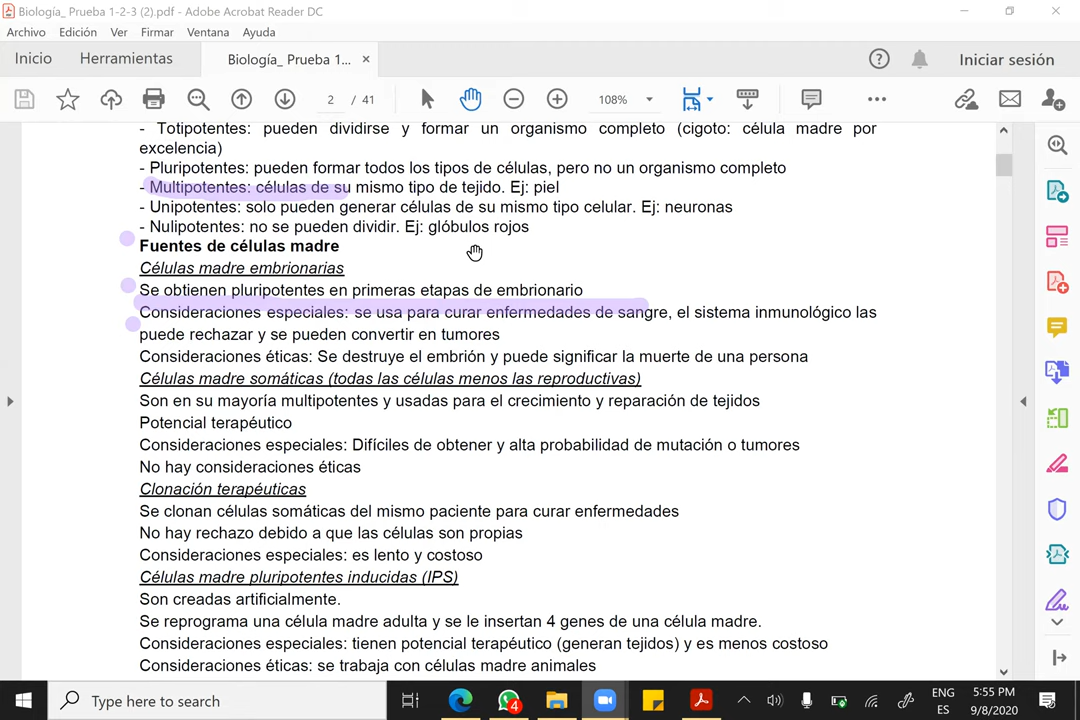 Biología_ Prueba 1-2-3 (2).pdf - Adobe Acrobat Reader DC
Archivo Edición Ver Firmar Ventana Ayuda
Inicio Herramientas Biología_ Prueba 1... × Iniciar sesión
2 / 41 108%
- Totipotentes: pueden dividirse y formar un organismo completo (cigoto: célula madre por
excelencia)
- Pluripotentes: pueden formar todos los tipos de células, pero no un organismo completo
- Multipotentes: células de su mismo tipo de tejido. Ej: piel
- Unipotentes: solo pueden generar células de su mismo tipo celular. Ej: neuronas
- Nulipotentes: no se pueden dividir. Ej: glóbulos rojos
Fuentes de células madre
Células madre embrionarias
Se obtienen pluripotentes en primeras etapas de embrionario
Consideraciones especiales: se usa para curar enfermedades de sangre, el sistema inmunológico las
puede rechazar y se pueden convertir en tumores
Consideraciones éticas: Se destruye el embrión y puede significar la muerte de una persona
Células madre somáticas (todas las células menos las reproductivas)
Son en su mayoría multipotentes y usadas para el crecimiento y reparación de tejidos
Potencial terapéutico
Consideraciones especiales: Difíciles de obtener y alta probabilidad de mutación o tumores
No hay consideraciones éticas
Clonación terapéuticas
Se clonan células somáticas del mismo paciente para curar enfermedades
No hay rechazo debido a que las células son propias
Consideraciones especiales: es lento y costoso
Células madre pluripotentes inducidas (IPS)
Son creadas artificialmente.
Se reprograma una célula madre adulta y se le insertan 4 genes de una célula madre.
Consideraciones especiales: tienen potencial terapéutico (generan tejidos) y es menos costoso
Consideraciones éticas: se trabaja con células madre animales
Type here to search
4
ENG
ES
5:55 PM
9/8/2020